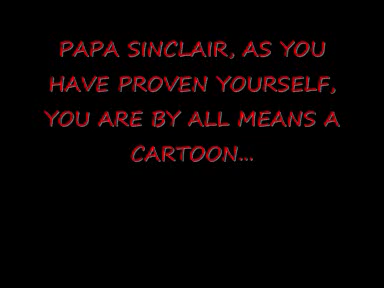 PAPA SINCLAIR, AS YOU
HAVE PROVEN YOURSELF,
YOU ARE BY ALL MEANS A
CARTOON...